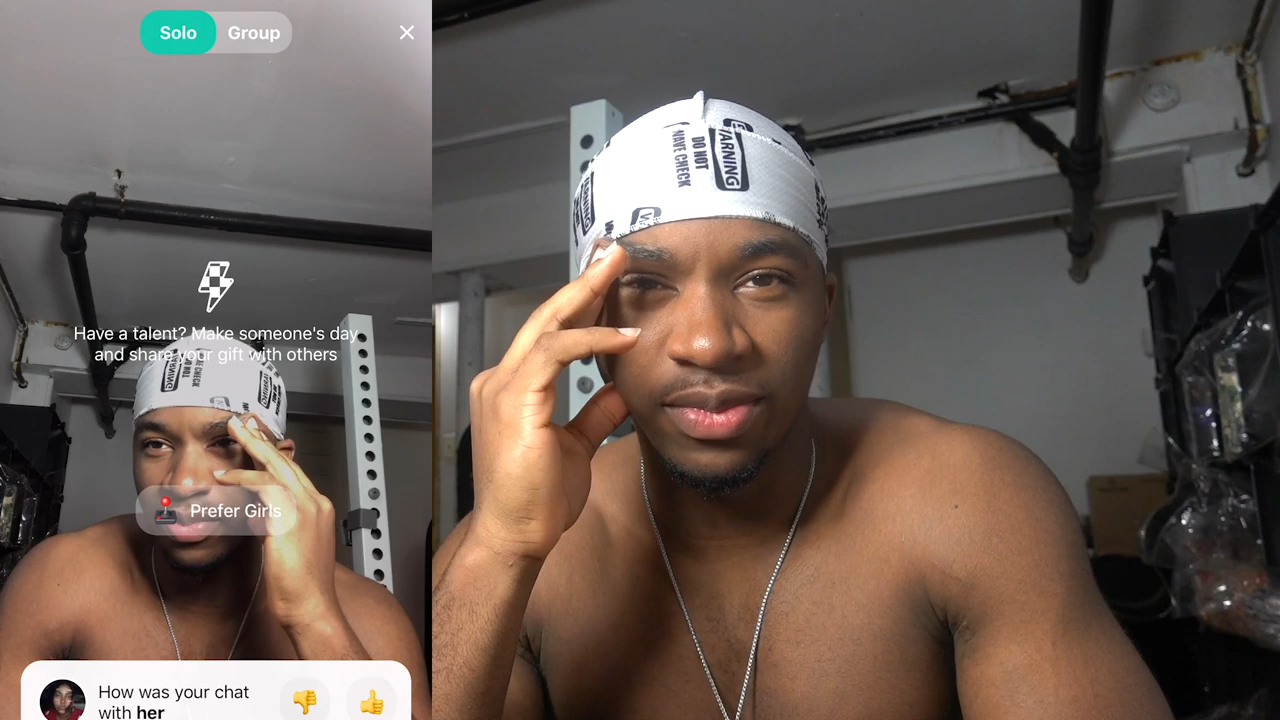 Solo Group
Have a talent? Make someone's day
and share your gift with others
Prefer Girls
How was your chat
with her
DO NOT
WAVE CHECK
WARNING